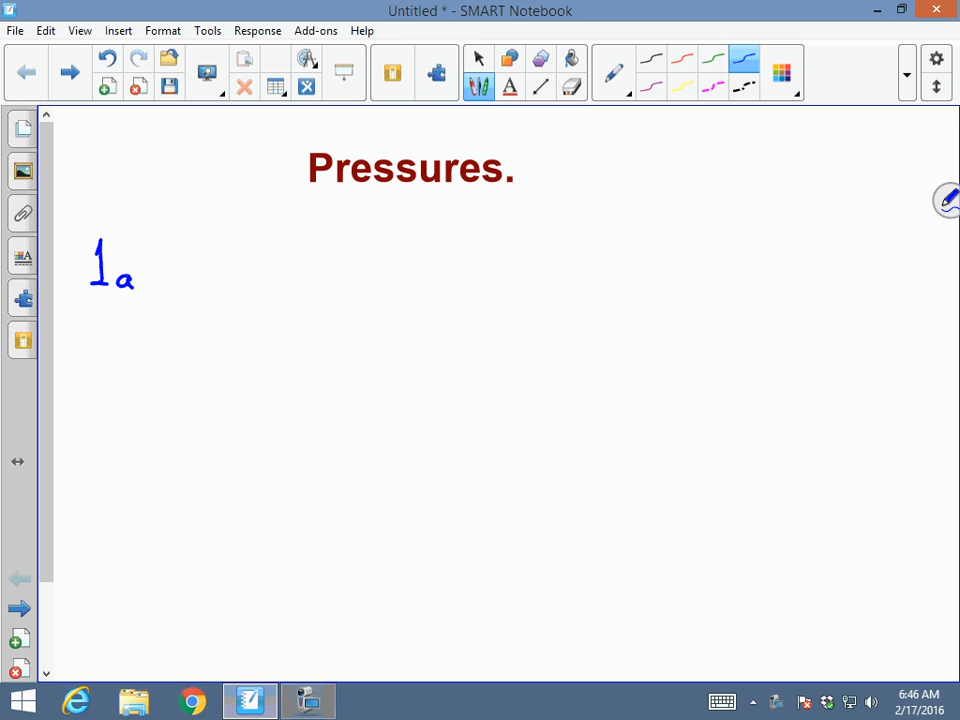 Untitled * - SMART Notebook
File Edit View Insert Format Tools Response Add-ons Help
Pressures.
1a
6:46 AM
2/17/2016